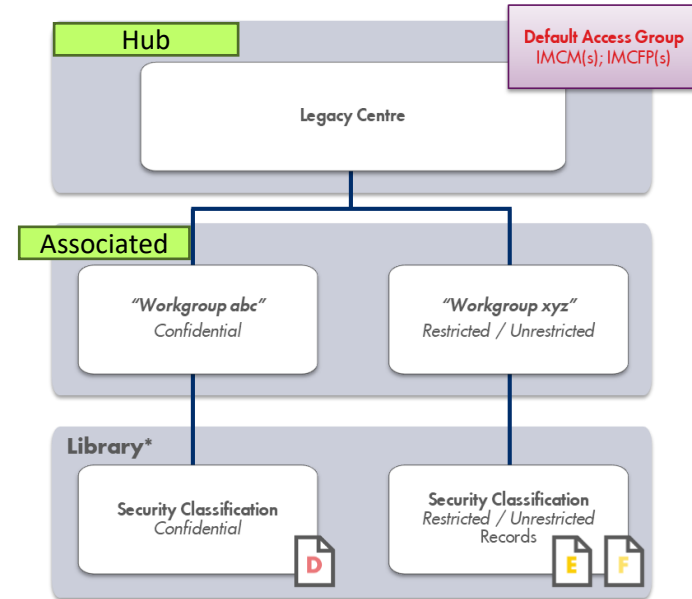 Hub
Default Access Group
IMCM(s); IMCFP(s)
Legacy Centre
Associated
“Workgroup abc”
Confidential
“Workgroup xyz”
Restricted / Unrestricted
Library*
Security Classification
Confidential
D
Security Classification
Restricted / Unrestricted
Records
E
F